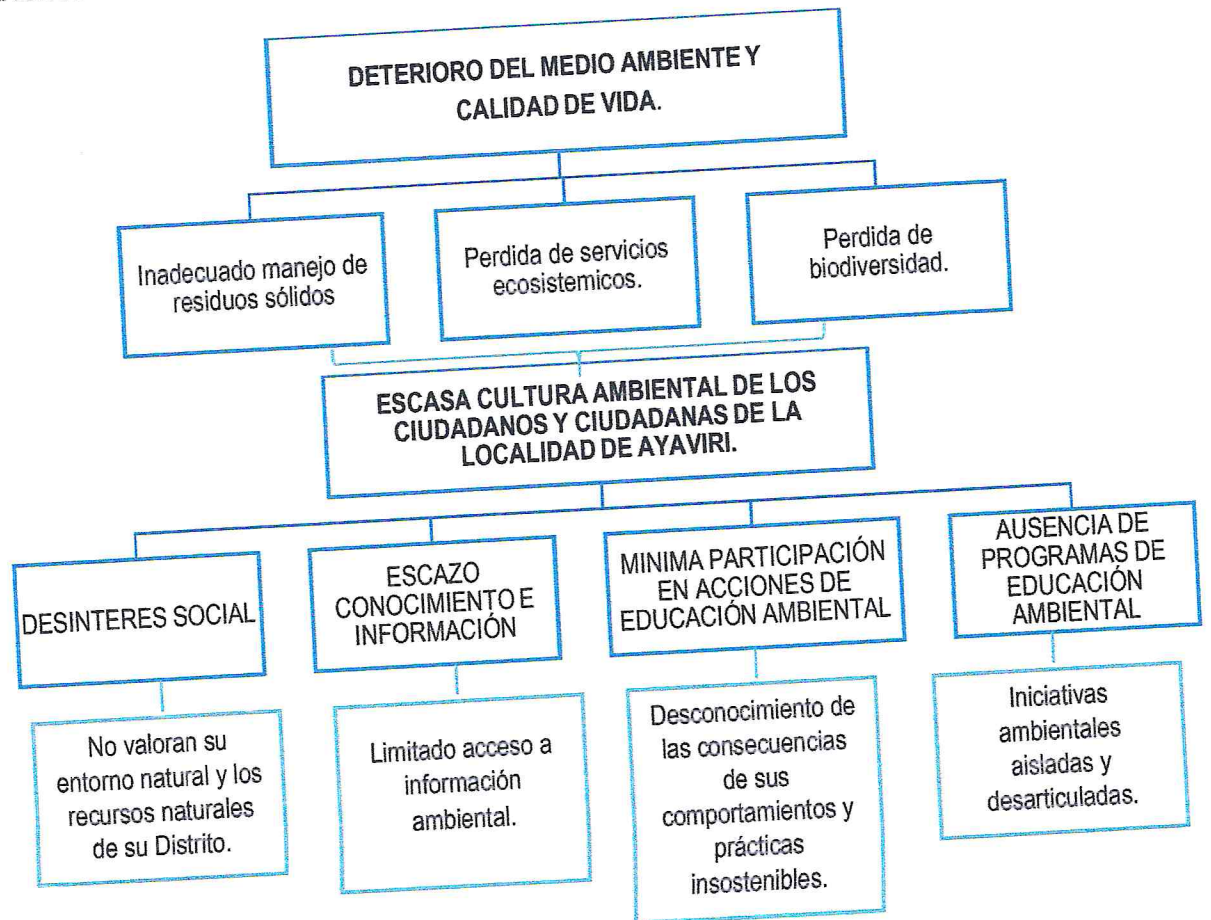 DETERIORO DEL MEDIO AMBIENTE Y
CALIDAD DE VIDA.
Inadecuado manejo de
residuos sólidos
Perdida de servicios
ecosistemicos.
Perdida de
biodiversidad.
ESCASA CULTURA AMBIENTAL DE LOS
CIUDADANOS Y CIUDADANAS DE LA
LOCALIDAD DE AYAVIRI.
DESINTERES SOCIAL
ESCAZO
CONOCIMIENTO E
INFORMACIÓN
MINIMA PARTICIPACIÓN
EN ACCIONES DE
EDUCACIÓN AMBIENTAL
AUSENCIA DE
PROGRAMAS DE
EDUCACIÓN
AMBIENTAL
No valoran su
entorno natural y los
recursos naturales
de su Distrito.
Limitado acceso a
información
ambiental.
Desconocimiento de
las consecuencias
de sus
comportamientos y
prácticas
insostenibles.
Iniciativas
ambientales
aisladas y
desarticuladas.